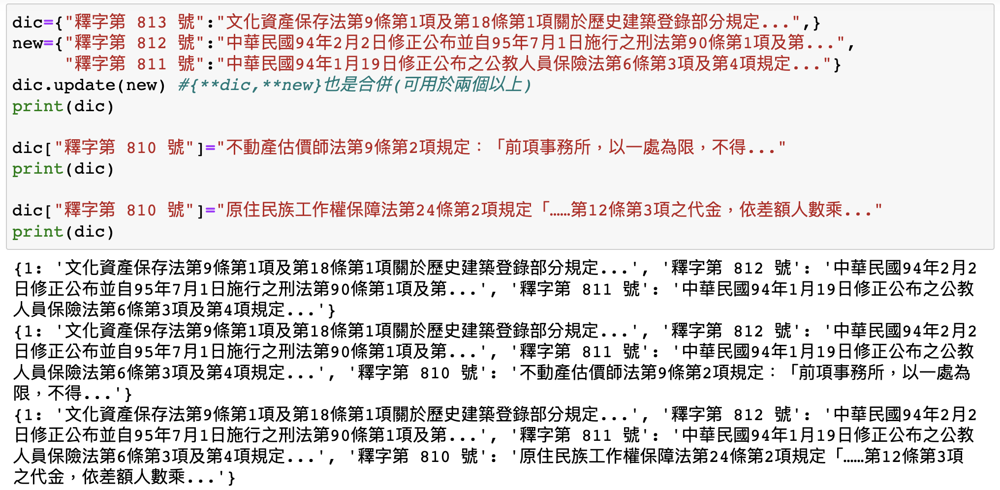 dic={"釋字第 813 號":"文化資產保存法第9條第1項及第18條第1項關於歷史建築登錄部分規定...",}
new={"釋字第 812 號":"中華民國94年2月2日修正公布並自95年7月1日施行之刑法第90條第1項及第...",
"釋字第 811 號":"中華民國94年1月19日修正公布之公教人員保險法第6條第3項及第4項規定..."}
dic.update(new) #{**dic,**new}也是合併(可用於兩個以上)
print(dic)
dic["釋字第 810 號"]="不動產估價師法第9條第2項規定：「前項事務所，以一處為限，不得..."
print(dic)
dic["釋字第 810 號"]="原住民族工作權保障法第24條第2項規定「……第12條第3項之代金，依差額人數乘..."
print(dic)
{1: '文化資產保存法第9條第1項及第18條第1項關於歷史建築登錄部分規定...', '釋字第 812 號': '中華民國94年2月2
日修正公布並自95年7月1日施行之刑法第90條第1項及第...', '釋字第 811 號': '中華民國94年1月19日修正公布之公教
人員保險法第6條第3項及第4項規定...'}
{1: '文化資產保存法第9條第1項及第18條第1項關於歷史建築登錄部分規定...', '釋字第 812 號': '中華民國94年2月2
日修正公布並自95年7月1日施行之刑法第90條第1項及第...', '釋字第 811 號': '中華民國94年1月19日修正公布之公教
人員保險法第6條第3項及第4項規定...', '釋字第 810 號': '不動產估價師法第9條第2項規定：「前項事務所，以一處為
限，不得...'}
{1: '文化資產保存法第9條第1項及第18條第1項關於歷史建築登錄部分規定...', '釋字第 812 號': '中華民國94年2月2
日修正公布並自95年7月1日施行之刑法第90條第1項及第...', '釋字第 811 號': '中華民國94年1月19日修正公布之公教
人員保險法第6條第3項及第4項規定...', '釋字第 810 號': '原住民族工作權保障法第24條第2項規定「……第12條第3項
之代金，依差額人數乘...'}